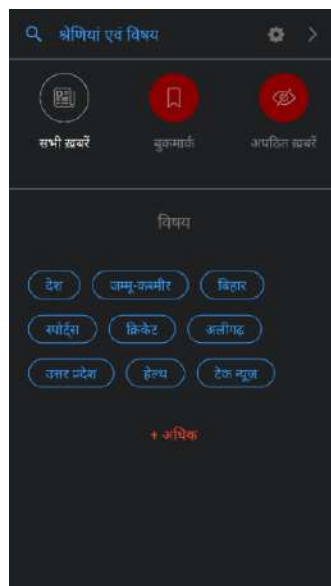 श्रेणियां एवं विषय
सभी ख़बरें बुकमार्क अपठित ख़बरें
विषय
देश जम्मू-कश्मीर बिहार
स्पोर्ट्स क्रिकेट अलीगढ़
उत्तर प्रदेश हेल्थ टेक न्यूज़
+ अधिक